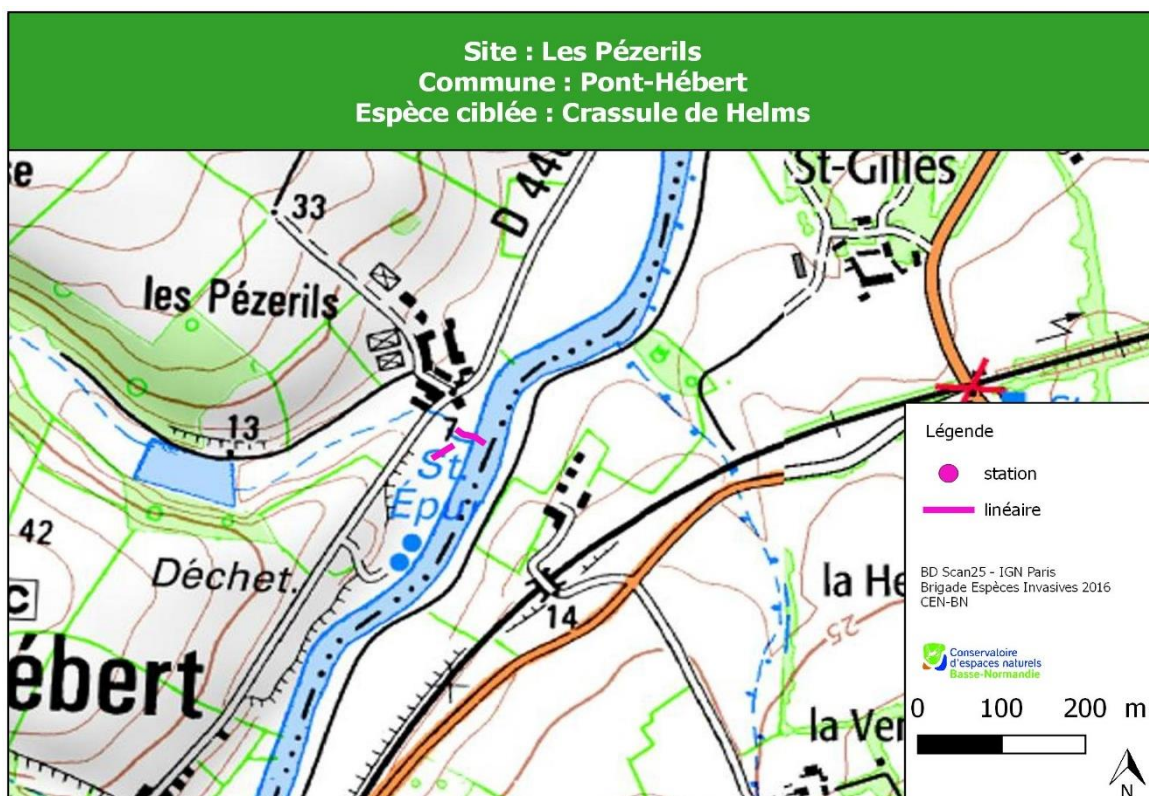 Site : Les Pézerils
Commune : Pont-Hébert
Espèce ciblée : Crassule de Helms
St-Gilles
33
D 446
les Pézerils
13
7
St.
Epur
42
Déchet.
C
ébert
14
la He
25
la Ver
Légende
station
linéaire
BD Scan25 - IGN Paris
Brigade Espèces Invasives 2016
CEN-BN
Conservatoire
d'espaces naturels
Basse-Normandie
0 100 200 m
N